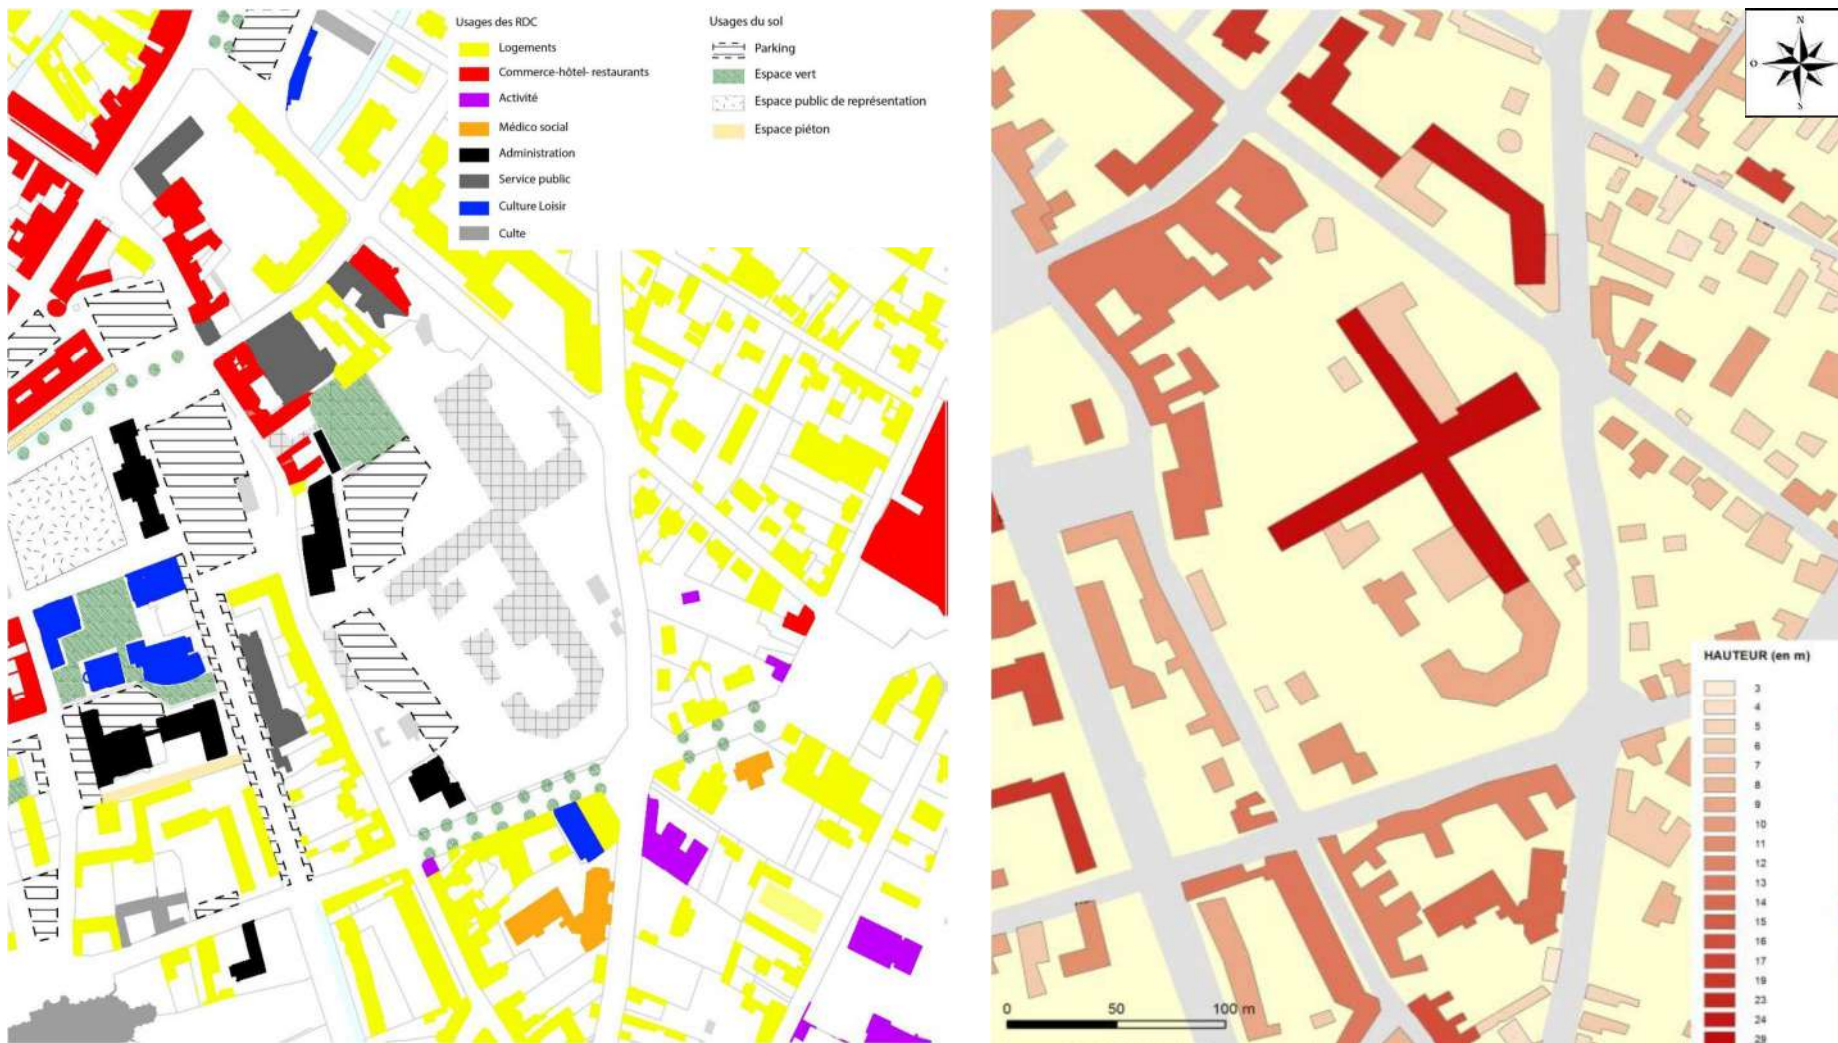 Usages des RDC
Logements
Commerce-hôtel- restaurants
Activité
Médico social
Administration
Service public
Culture Loisir
Culte
Usages du sol
Parking
Espace vert
Espace public de représentation
Espace piéton
N
O
E
S
HAUTEUR (en m)
3
4
5
6
7
8
9
10
11
12
13
14
15
16
17
19
23
24
29
0 50 100 m